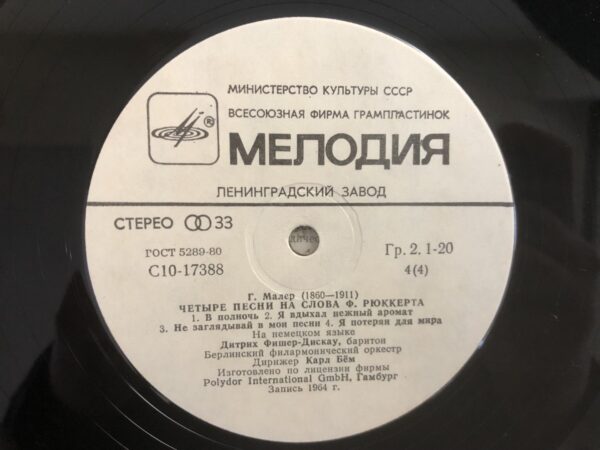 МИНИСТЕРСТВО КУЛЬТУРЫ СССР
ВСЕСОЮЗНАЯ ФИРМА ГРАМПЛАСТИНОК
®
МЕЛОДИЯ
ЛЕНИНГРАДСКИЙ ЗАВОД
СТЕРЕО 33
ГОСТ 5289-80
Гр. 2. 1-20
С10-17388
4(4)
Г. Малер (1860—1911)
ЧЕТЫРЕ ПЕСНИ НА СЛОВА Ф. РЮККЕРТА
1. В полночь 2. Я вдыхал нежный аромат
3. Не заглядывай в мои песни 4. Я потерян для мира
На немецком языке
Дитрих Фишер-Дискау, баритон
Берлинский филармонический оркестр
Дирижер Карл Бём
Изготовлено по лицензии фирмы
Polydor International GmbH, Гамбург
Запись 1964 г.